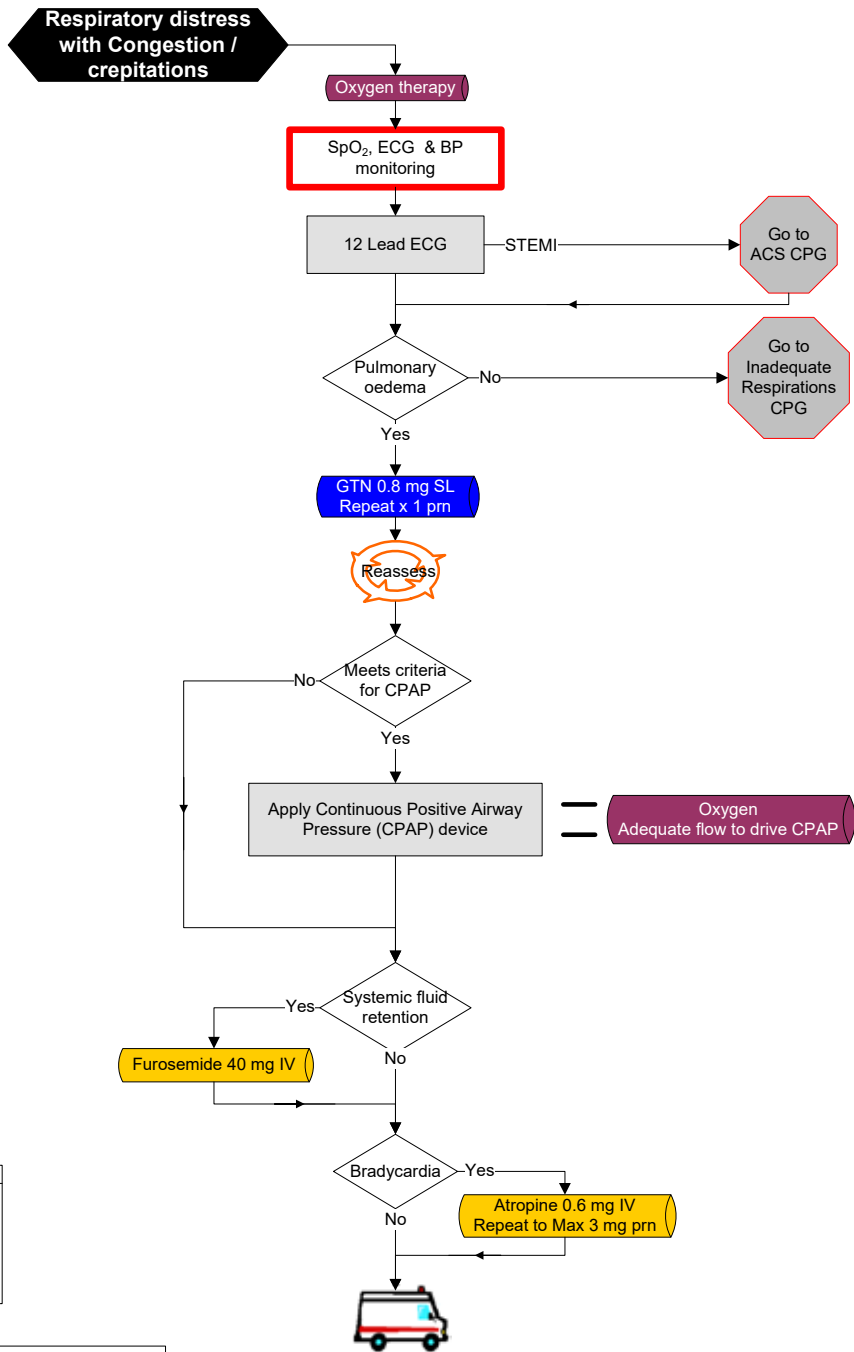 Respiratory distress
with Congestion /
crepitations
Oxygen therapy
SpO₂, ECG & BP
monitoring
12 Lead ECG
STEMI
Go to
ACS CPG
Pulmonary
oedema
No
Go to
Inadequate
Respirations
CPG
Yes
GTN 0.8 mg SL
Repeat x 1 prn
Reassess
Meets criteria
for CPAP
No
Yes
Apply Continuous Positive Airway
Pressure (CPAP) device
Oxygen
Adequate flow to drive CPAP
Systemic fluid
retention
Yes
No
Furosemide 40 mg IV
Bradycardia
Yes
No
Atropine 0.6 mg IV
Repeat to Max 3 mg prn